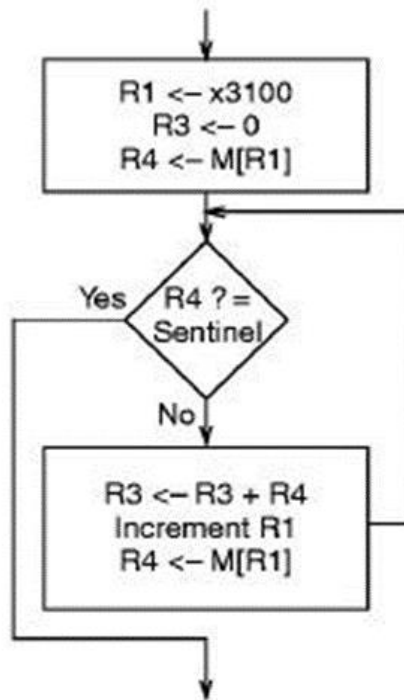 R1 <– x3100
R3 <– 0
R4 <– M[R1]
Yes
R4 ? =
Sentinel
No
R3 <– R3 + R4
Increment R1
R4 <– M[R1]